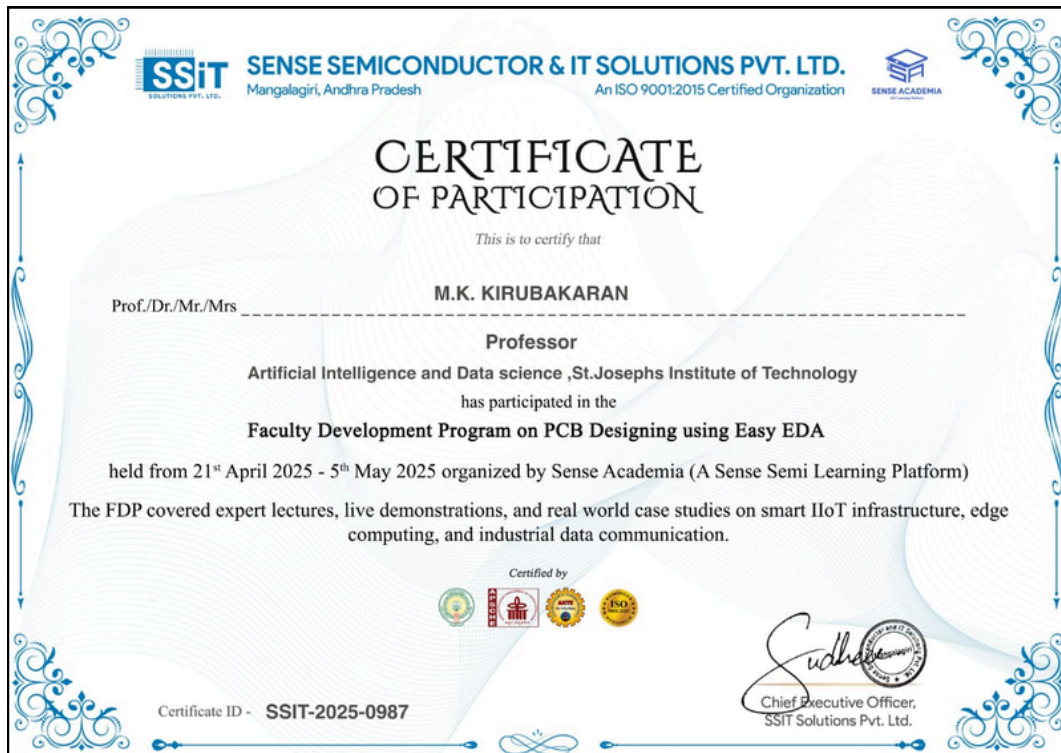 SSiT
SOLUTIONS PVT. LTD.
SENSE SEMICONDUCTOR & IT SOLUTIONS PVT. LTD.
Mangalagiri, Andhra Pradesh
An ISO 9001:2015 Certified Organization
SENSE ACADEMIA
CERTIFICATE
OF PARTICIPATION
This is to certify that
Prof./Dr./Mr./Mrs M.K. KIRUBAKARAN
Professor
Artificial Intelligence and Data science ,St.Josephs Institute of Technology
has participated in the
Faculty Development Program on PCB Designing using Easy EDA
held from 21st April 2025 - 5th May 2025 organized by Sense Academia (A Sense Semi Learning Platform)
The FDP covered expert lectures, live demonstrations, and real world case studies on smart IIoT infrastructure, edge
computing, and industrial data communication.
Certified by
APSCHE
AICTE
ISO
Chief Executive Officer,
SSIT Solutions Pvt. Ltd.
Certificate ID - SSIT-2025-0987